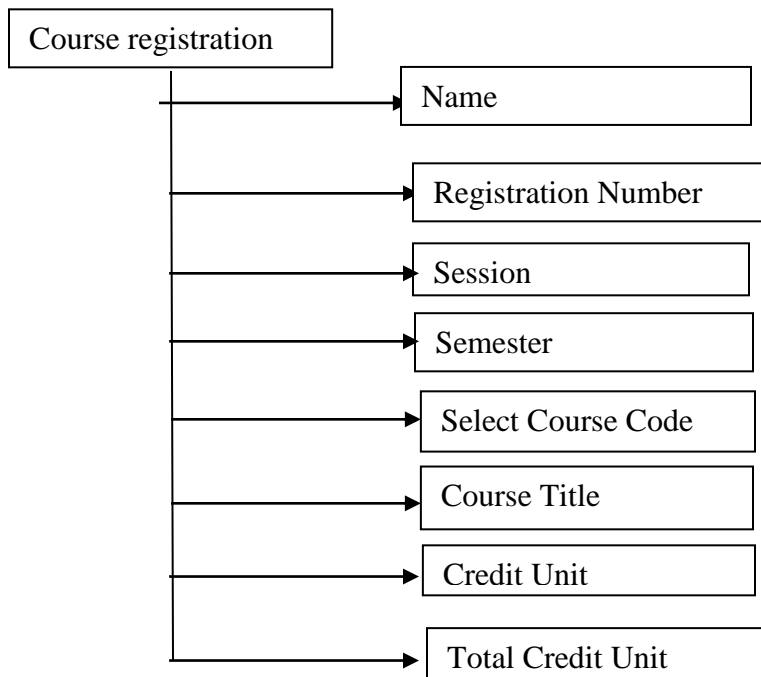 Course registration
Name
Registration Number
Session
Semester
Select Course Code
Course Title
Credit Unit
Total Credit Unit